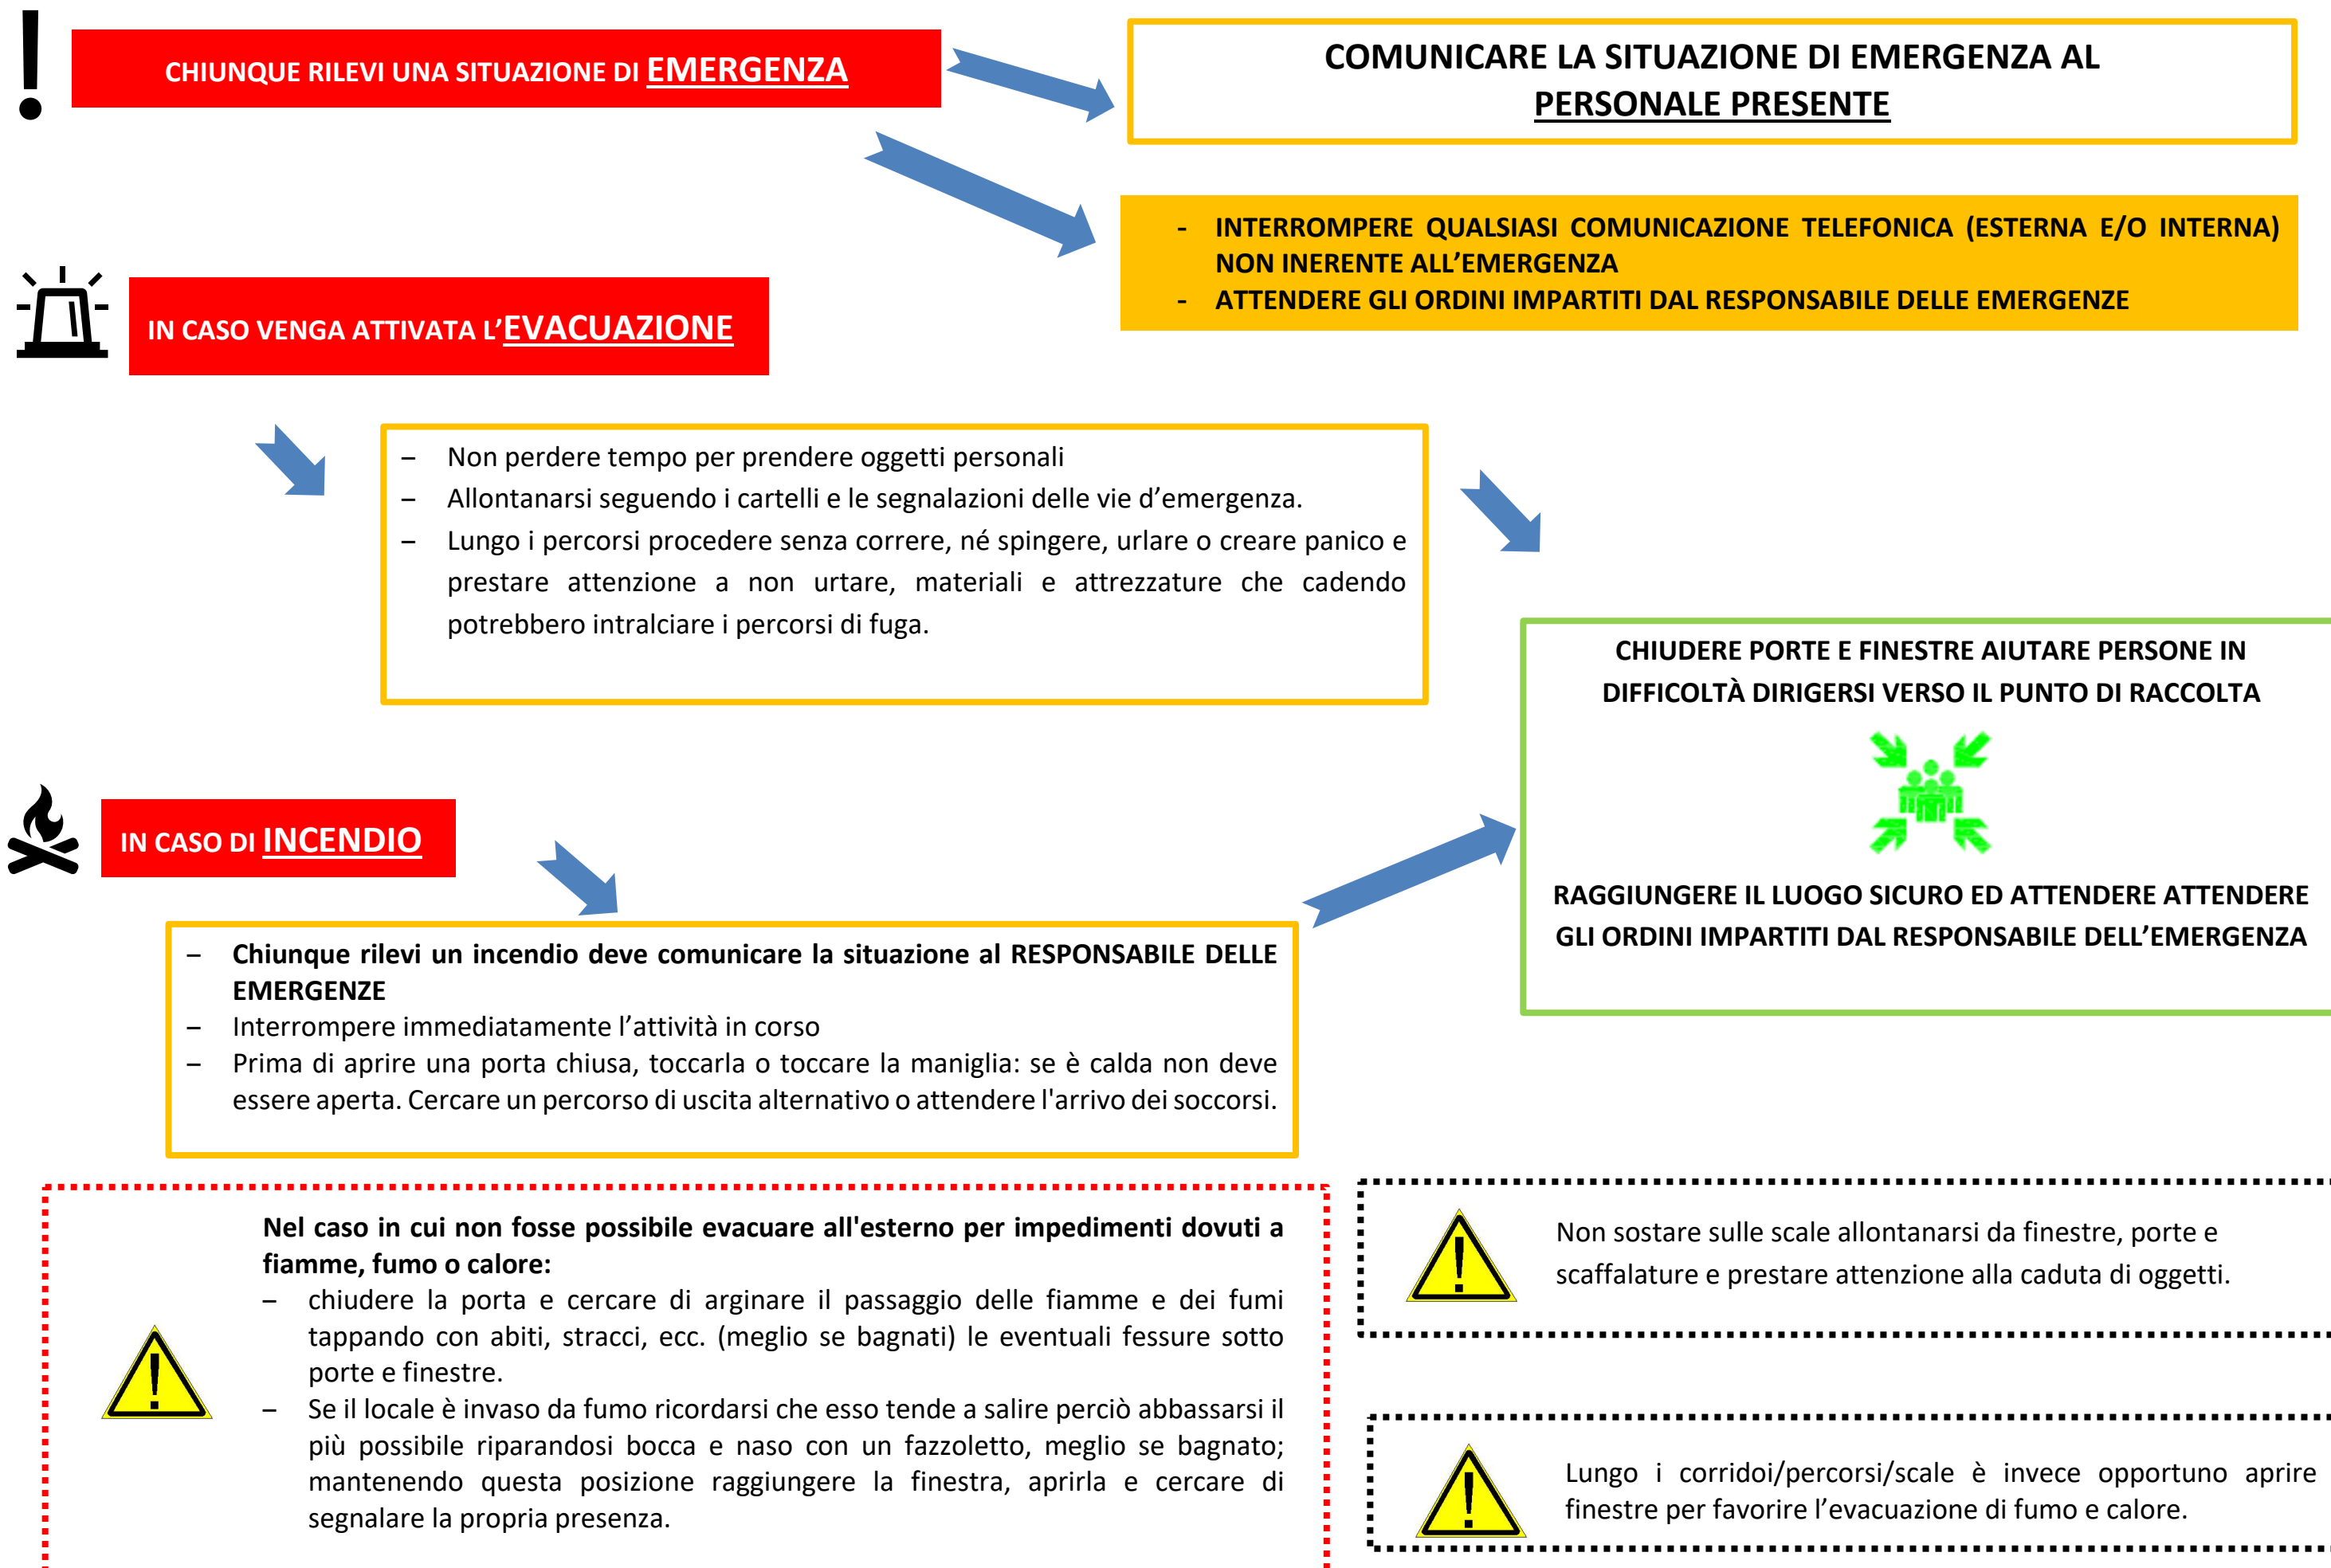 CHIUNQUE RILEVI UNA SITUAZIONE DI EMERGENZA
COMUNICARE LA SITUAZIONE DI EMERGENZA AL
PERSONALE PRESENTE
- INTERROMPERE QUALSIASI COMUNICAZIONE TELEFONICA (ESTERNA E/O INTERNA)
NON INERENTE ALL’EMERGENZA
- ATTENDERE GLI ORDINI IMPARTITI DAL RESPONSABILE DELLE EMERGENZE
IN CASO VENGA ATTIVATA L’EVACUAZIONE
– Non perdere tempo per prendere oggetti personali
– Allontanarsi seguendo i cartelli e le segnalazioni delle vie d’emergenza.
– Lungo i percorsi procedere senza correre, né spingere, urlare o creare panico e
prestare attenzione a non urtare, materiali e attrezzature che cadendo
potrebbero intralciare i percorsi di fuga.
CHIUDERE PORTE E FINESTRE AIUTARE PERSONE IN
DIFFICOLTÀ DIRIGERSI VERSO IL PUNTO DI RACCOLTA
RAGGIUNGERE IL LUOGO SICURO ED ATTENDERE ATTENDERE
GLI ORDINI IMPARTITI DAL RESPONSABILE DELL’EMERGENZA
IN CASO DI INCENDIO
– Chiunque rilevi un incendio deve comunicare la situazione al RESPONSABILE DELLE
EMERGENZE
– Interrompere immediatamente l’attività in corso
– Prima di aprire una porta chiusa, toccarla o toccare la maniglia: se è calda non deve
essere aperta. Cercare un percorso di uscita alternativo o attendere l'arrivo dei soccorsi.
Nel caso in cui non fosse possibile evacuare all'esterno per impedimenti dovuti a
fiamme, fumo o calore:
– chiudere la porta e cercare di arginare il passaggio delle fiamme e dei fumi
tappando con abiti, stracci, ecc. (meglio se bagnati) le eventuali fessure sotto
porte e finestre.
– Se il locale è invaso da fumo ricordarsi che esso tende a salire perciò abbassarsi il
più possibile riparandosi bocca e naso con un fazzoletto, meglio se bagnato;
mantenendo questa posizione raggiungere la finestra, aprirla e cercare di
segnalare la propria presenza.
Non sostare sulle scale allontanarsi da finestre, porte e
scaffalature e prestare attenzione alla caduta di oggetti.
Lungo i corridoi/percorsi/scale è invece opportuno aprire
finestre per favorire l’evacuazione di fumo e calore.